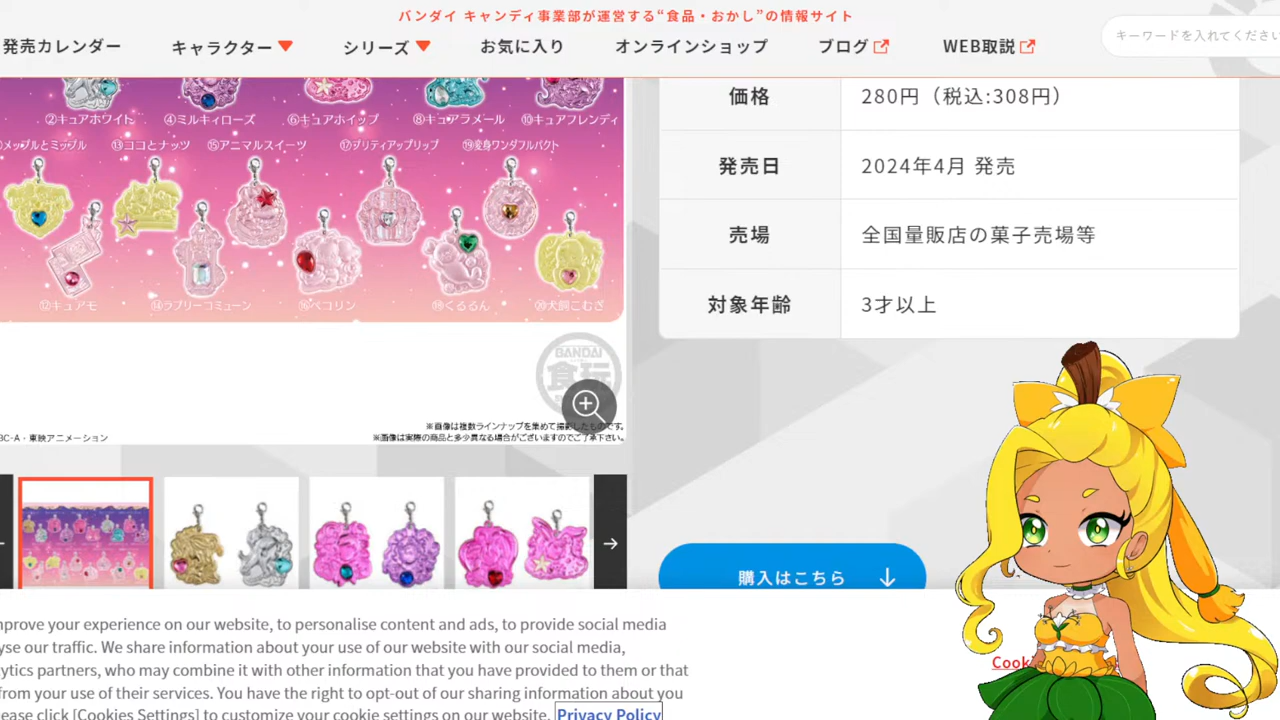 バンダイ キャンディ事業部が運営する“食品・おかし”の情報サイト
発売カレンダー
キャラクター
シリーズ
お気に入り
オンラインショップ
ブログ
WEB取説
キーワードを入れてください
②キュアホワイト ④ミルキィローズ ⑥キュアホイップ ⑧キュアラメール ⑩キュアフレンディ
メップルとミップル ⑬ココとナッツ ⑮アニマルスイーツ ⑰プリティアップリップ ⑲変身ワンダフルパクト
⑫キュアモ ⑭ラブリーコミューン ⑯ペコリン ⑱くるるん ⑳犬飼こむぎ
価格 280円（税込:308円）
発売日 2024年4月 発売
売場 全国量販店の菓子売場等
対象年齢 3才以上
BANDAI
食玩
※画像は複数ラインナップを集めて撮影したものです。
BC-A・東映アニメーション
※画像は実際の商品と多少異なる場合がございますのでご了承下さい。
購入はこちら
mprove your experience on our website, to personalise content and ads, to provide social media
yse our traffic. We share information about your use of our website with our social media,
ytics partners, who may combine it with other information that you have provided to them or that
from your use of their services. You have the right to opt-out of our sharing information about you
ease click [Cookies Settings] to customize your cookie settings on our website. Privacy Policy
Cooki